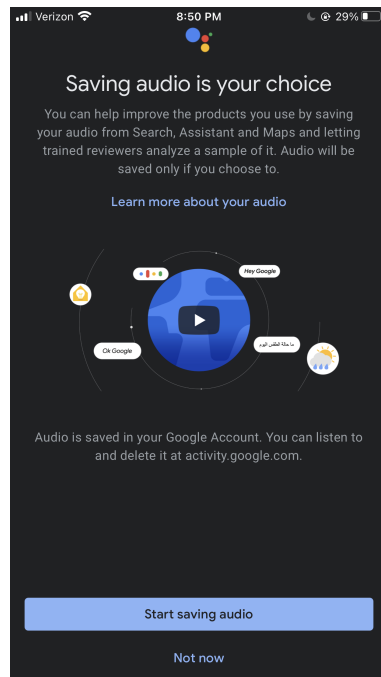 Verizon 8:50 PM 29%
Saving audio is your choice
You can help improve the products you use by saving
your audio from Search, Assistant and Maps and letting
trained reviewers analyze a sample of it. Audio will be
saved only if you choose to.
Learn more about your audio
Hey Google
Ok Google
ما حالة الطقس اليوم
Audio is saved in your Google Account. You can listen to
and delete it at activity.google.com.
Start saving audio
Not now